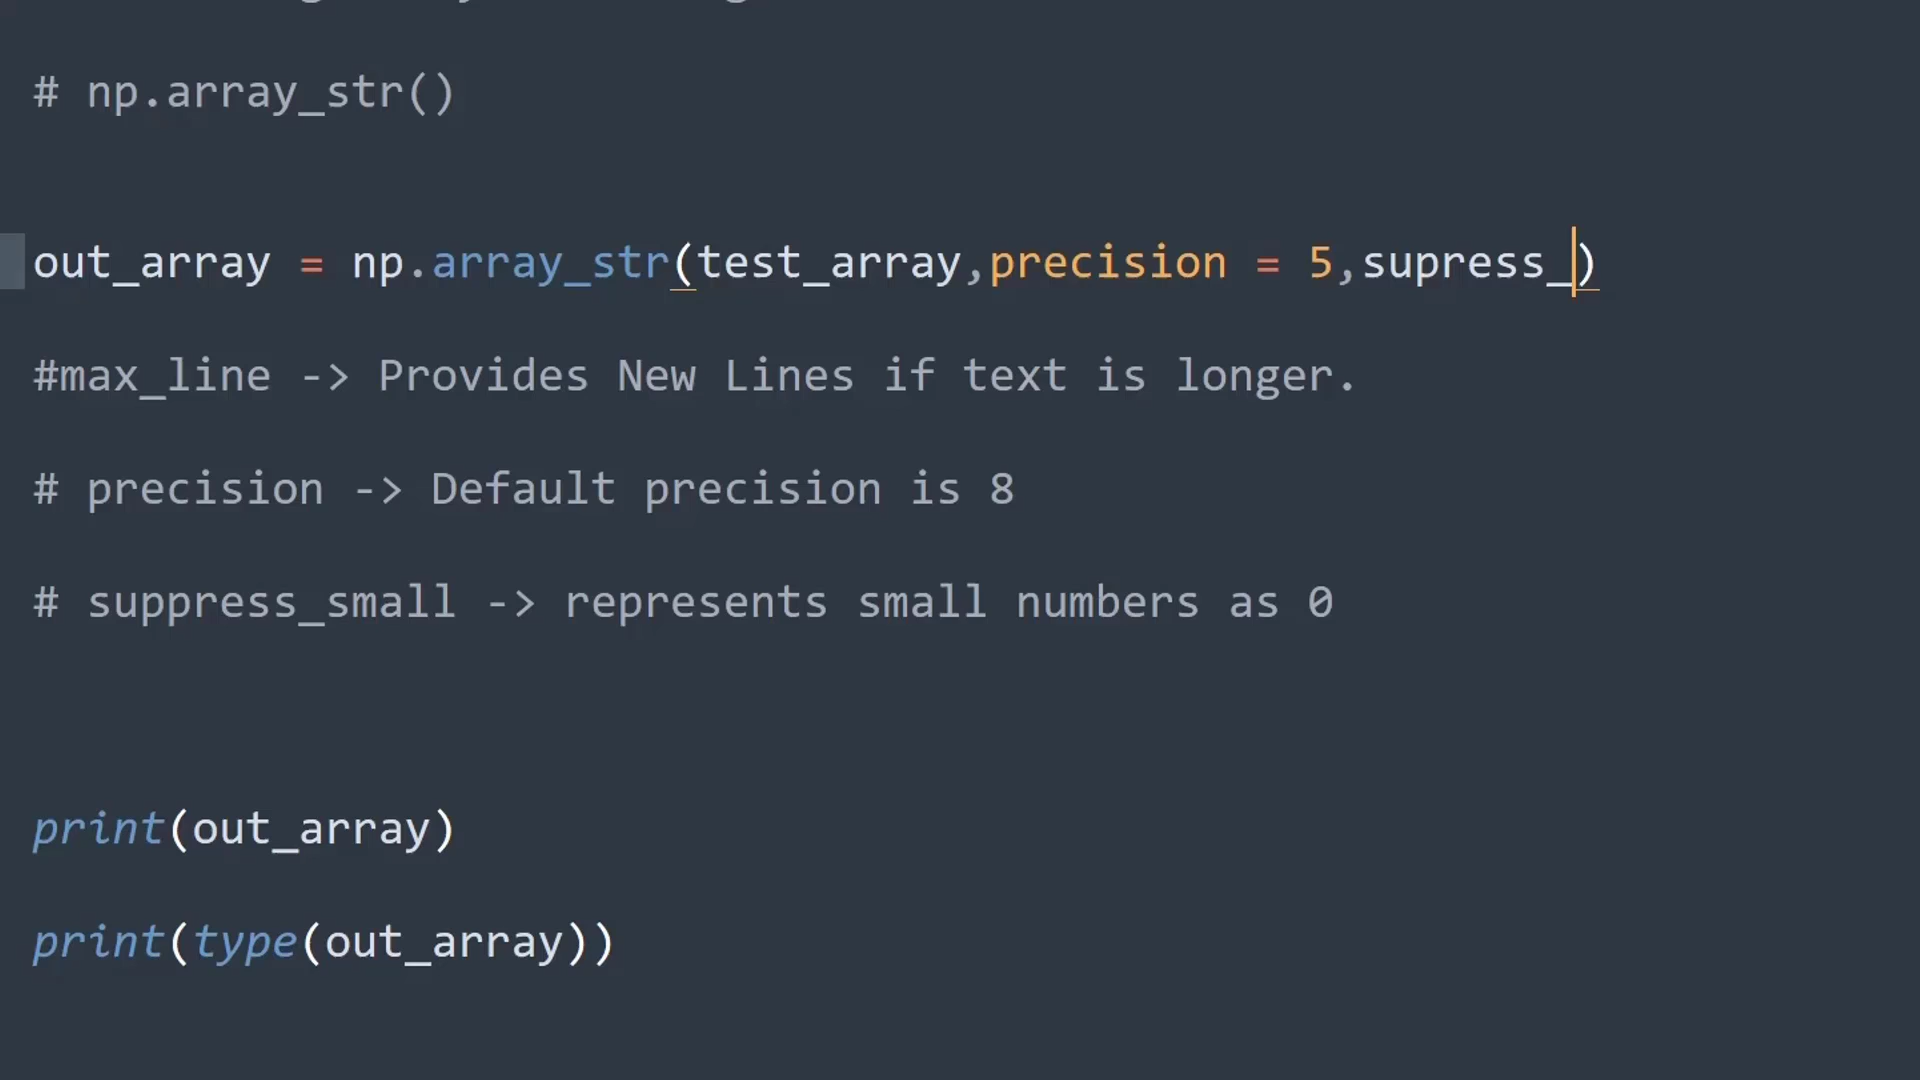 # np.array_str()
out_array = np.array_str(test_array,precision = 5,supress_)
#max_line -> Provides New Lines if text is longer.
# precision -> Default precision is 8
# suppress_small -> represents small numbers as 0
print(out_array)
print(type(out_array))